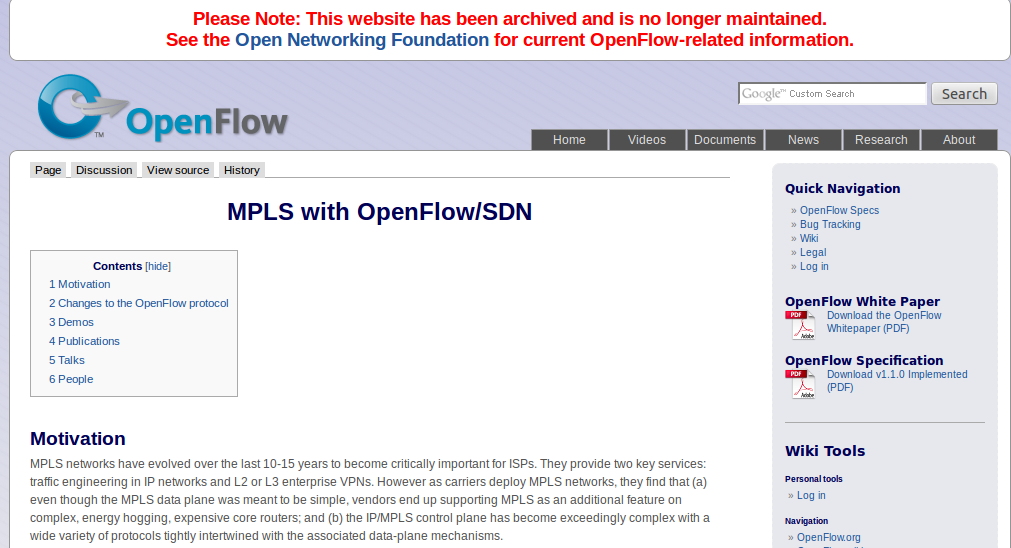 Please Note: This website has been archived and is no longer maintained.
See the Open Networking Foundation for current OpenFlow-related information.
TM
OpenFlow
Google™ Custom Search
Search
Home
Videos
Documents
News
Research
About
Page
Discussion
View source
History
MPLS with OpenFlow/SDN
Contents [hide]
1 Motivation
2 Changes to the OpenFlow protocol
3 Demos
4 Publications
5 Talks
6 People
Motivation
MPLS networks have evolved over the last 10-15 years to become critically important for ISPs. They provide two key services:
traffic engineering in IP networks and L2 or L3 enterprise VPNs. However as carriers deploy MPLS networks, they find that (a)
even though the MPLS data plane was meant to be simple, vendors end up supporting MPLS as an additional feature on
complex, energy hogging, expensive core routers; and (b) the IP/MPLS control plane has become exceedingly complex with a
wide variety of protocols tightly intertwined with the associated data-plane mechanisms.
Quick Navigation
» OpenFlow Specs
» Bug Tracking
» Wiki
» Legal
» Log in
OpenFlow White Paper
PDF
Adobe
Download the OpenFlow
Whitepaper (PDF)
OpenFlow Specification
PDF
Adobe
Download v1.1.0 Implemented
(PDF)
Wiki Tools
Personal tools
» Log in
Navigation
» OpenFlow.org